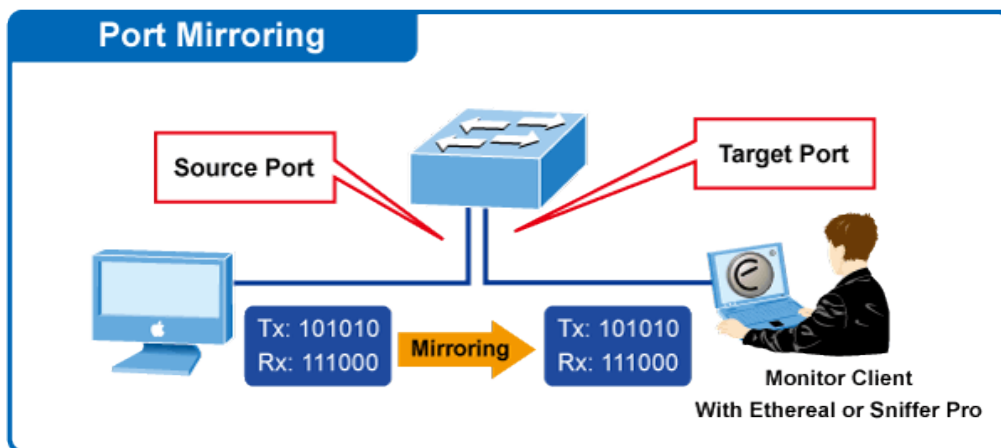 Port Mirroring
Source Port
Target Port
Tx: 101010
Rx: 111000
Mirroring
Tx: 101010
Rx: 111000
Monitor Client
With Ethereal or Sniffer Pro